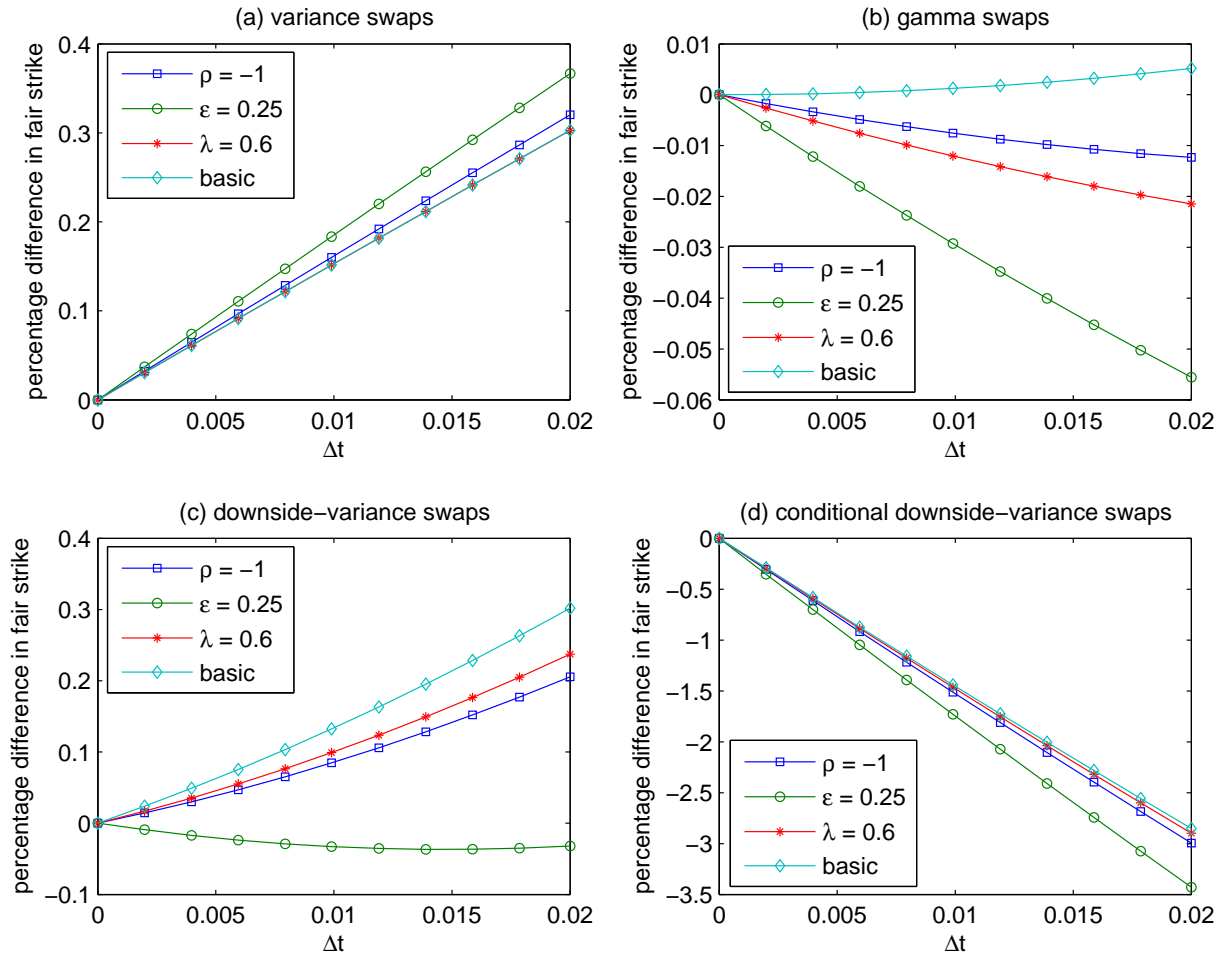 (a) variance swaps
percentage difference in fair strike
0.4
0.3
0.2
0.1
0
ρ = −1
ε = 0.25
λ = 0.6
basic
0 0.005 0.01 0.015 0.02
Δt
(b) gamma swaps
percentage difference in fair strike
0.01
0
−0.01
−0.02
−0.03
−0.04
−0.05
−0.06
ρ = −1
ε = 0.25
λ = 0.6
basic
0 0.005 0.01 0.015 0.02
Δt
(c) downside−variance swaps
percentage difference in fair strike
0.4
0.3
0.2
0.1
0
−0.1
ρ = −1
ε = 0.25
λ = 0.6
basic
0 0.005 0.01 0.015 0.02
Δt
(d) conditional downside−variance swaps
percentage difference in fair strike
0
−0.5
−1
−1.5
−2
−2.5
−3
−3.5
ρ = −1
ε = 0.25
λ = 0.6
basic
0 0.005 0.01 0.015 0.02
Δt